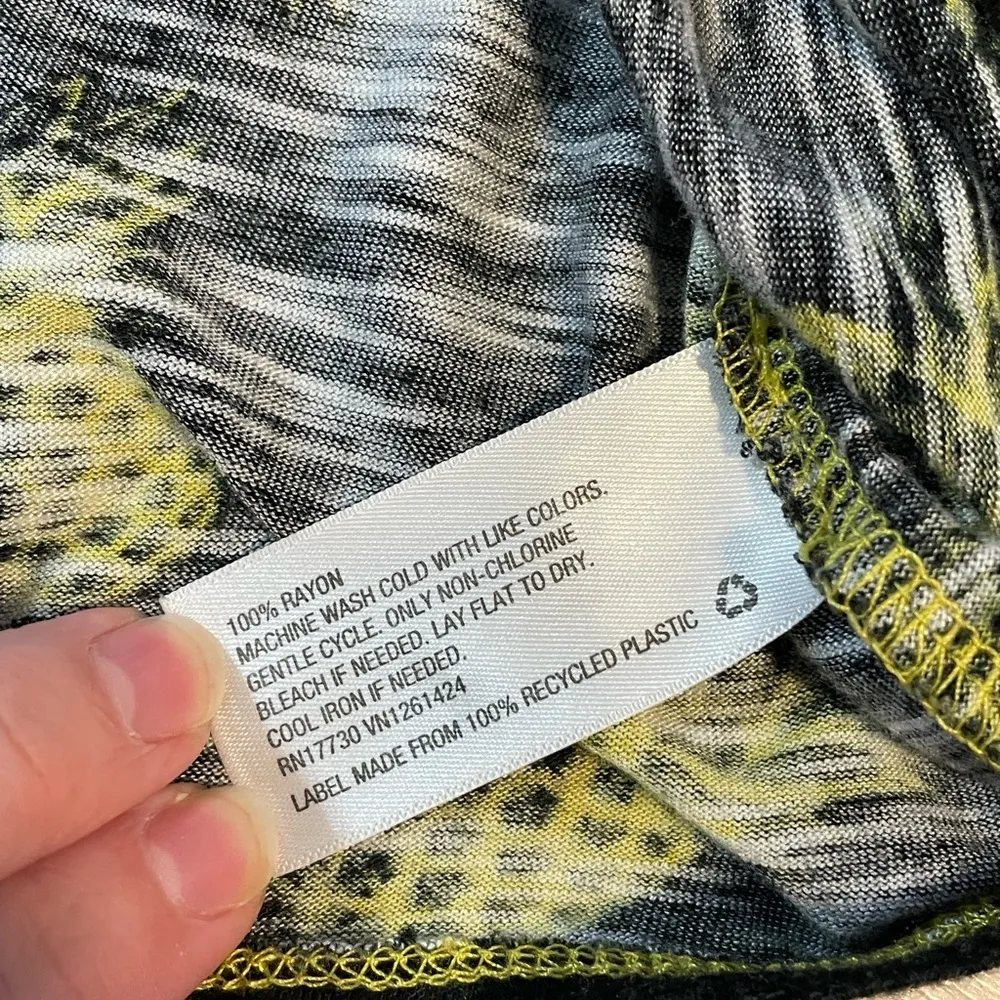 100% RAYON
MACHINE WASH COLD WITH LIKE COLORS.
GENTLE CYCLE. ONLY NON-CHLORINE
BLEACH IF NEEDED. LAY FLAT TO DRY.
COOL IRON IF NEEDED.
RN17730 VN1261424
LABEL MADE FROM 100% RECYCLED PLASTIC